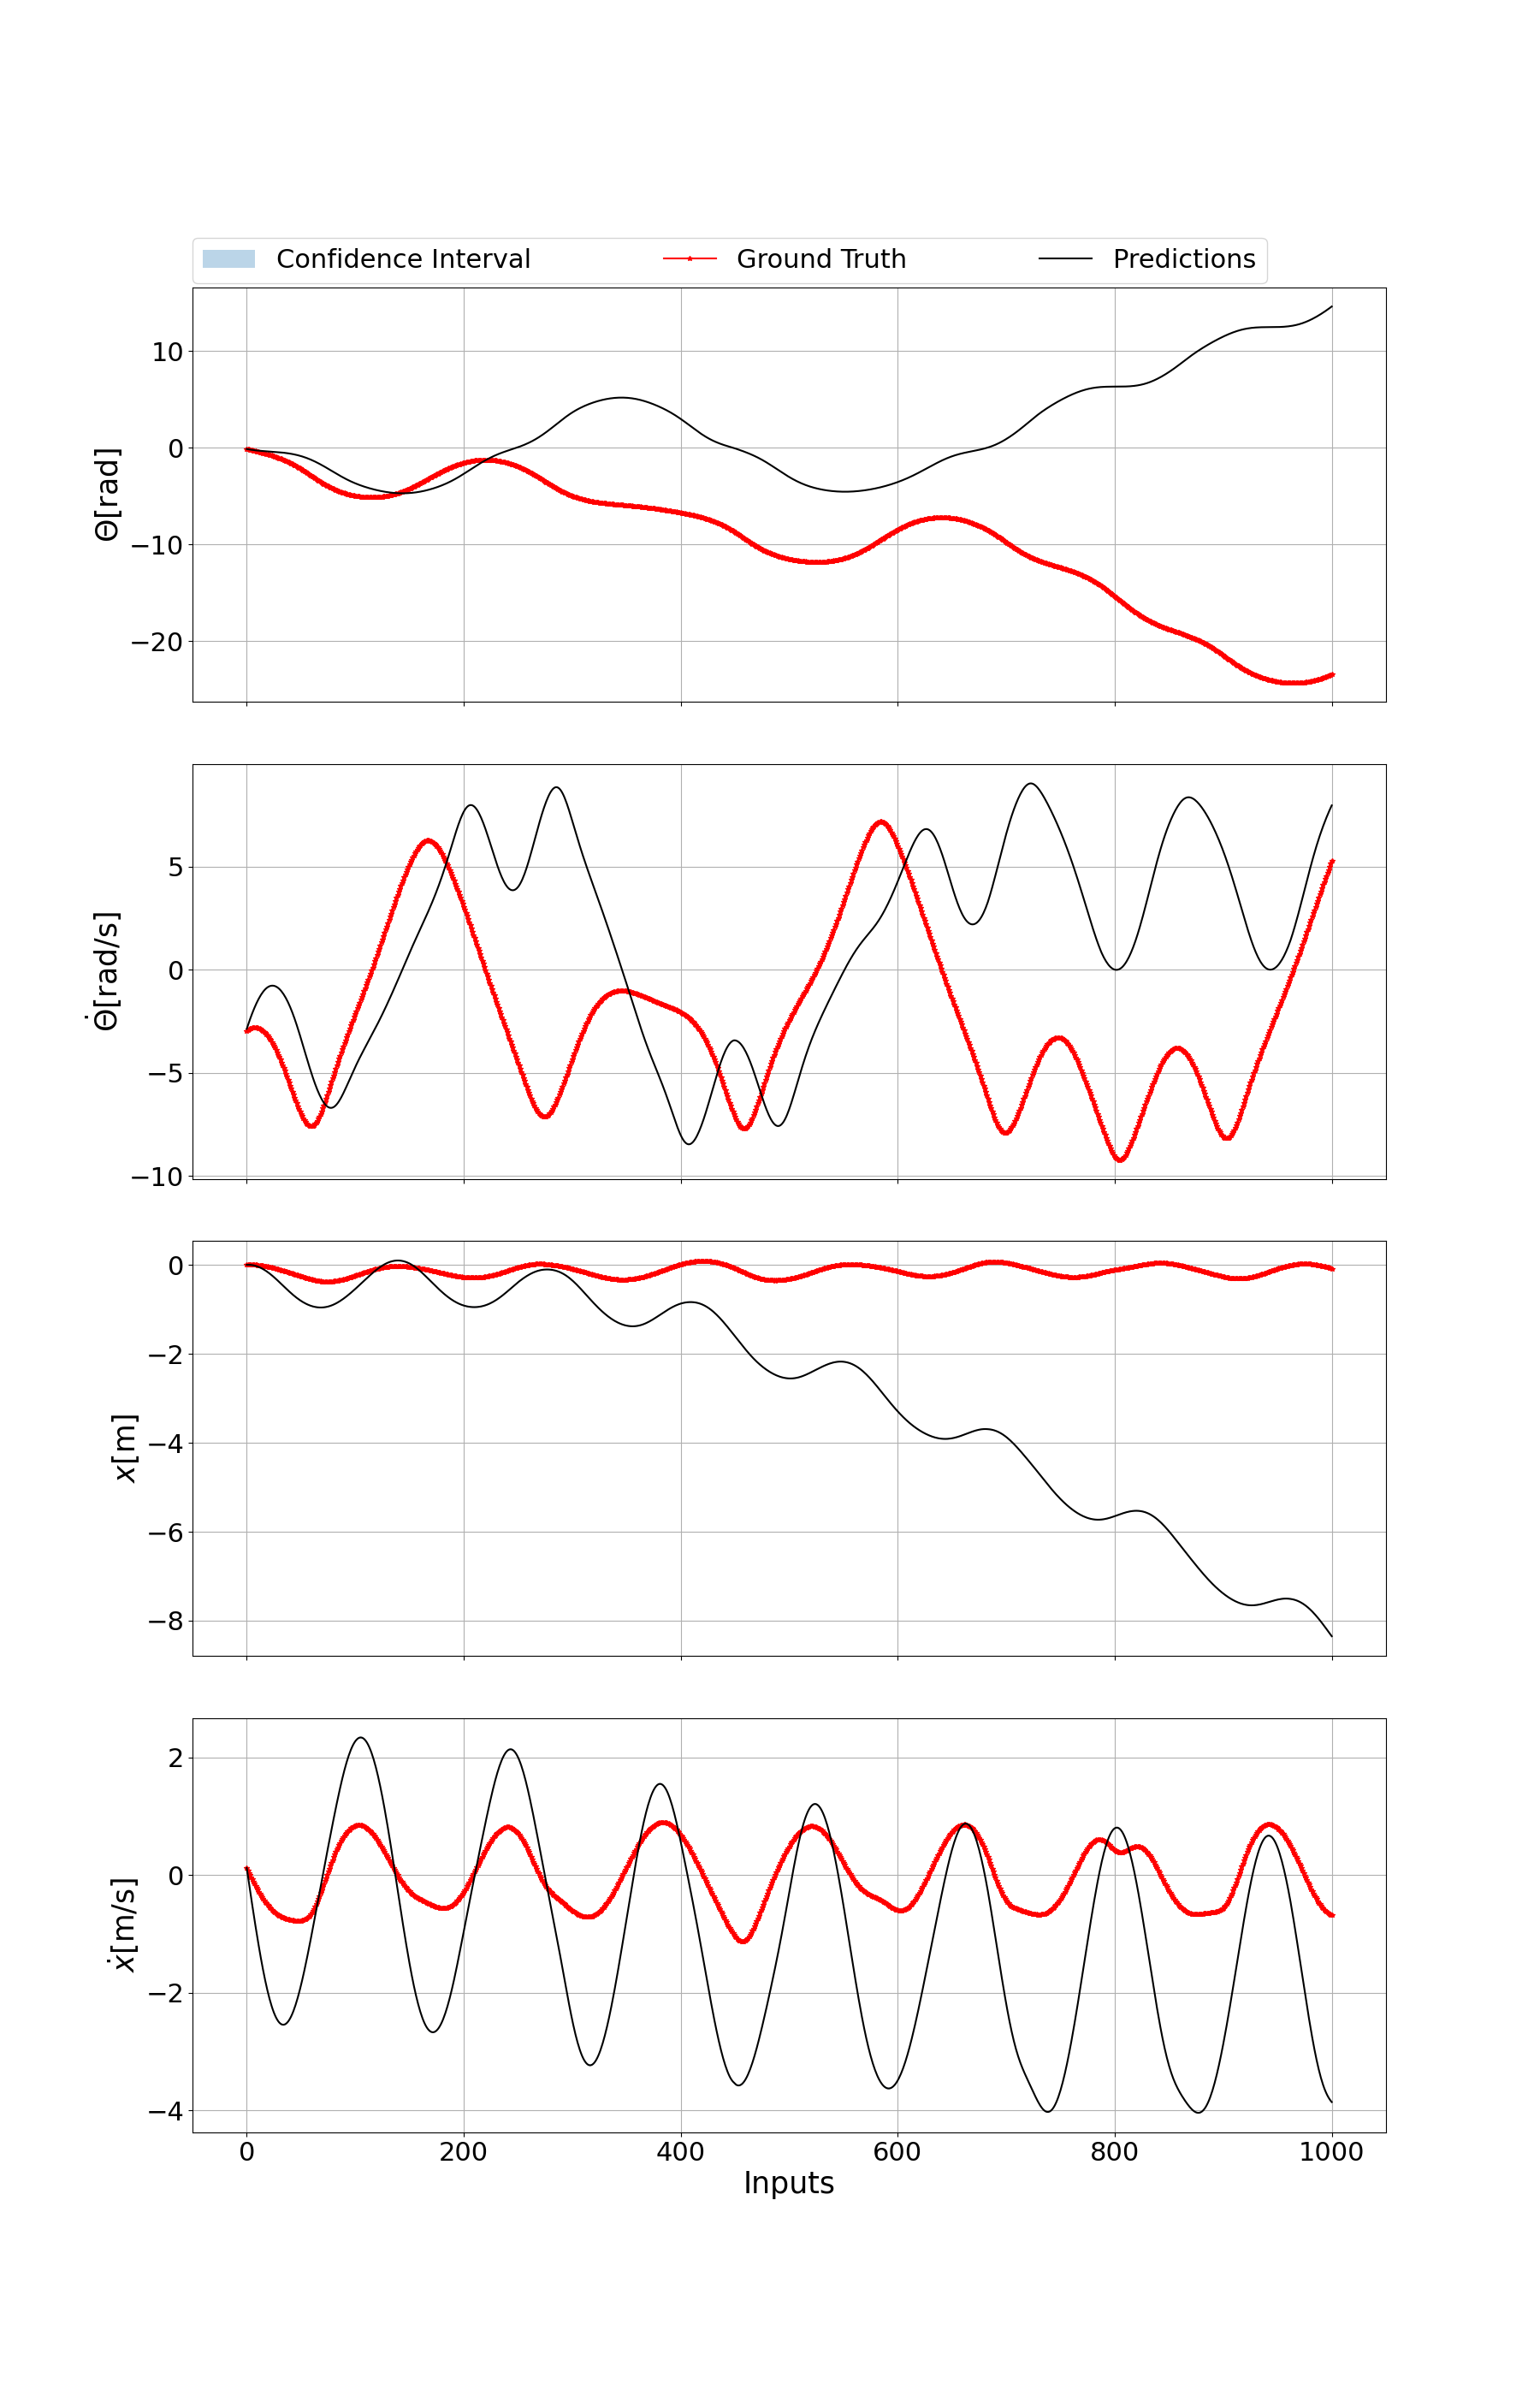 Confidence Interval Ground Truth Predictions
10
0
−10
−20
Θ[rad]
5
0
−5
−10
Θ̇[rad/s]
0
−2
−4
−6
−8
x[m]
2
0
−2
−4
ẋ[m/s]
0 200 400 600 800 1000
Inputs